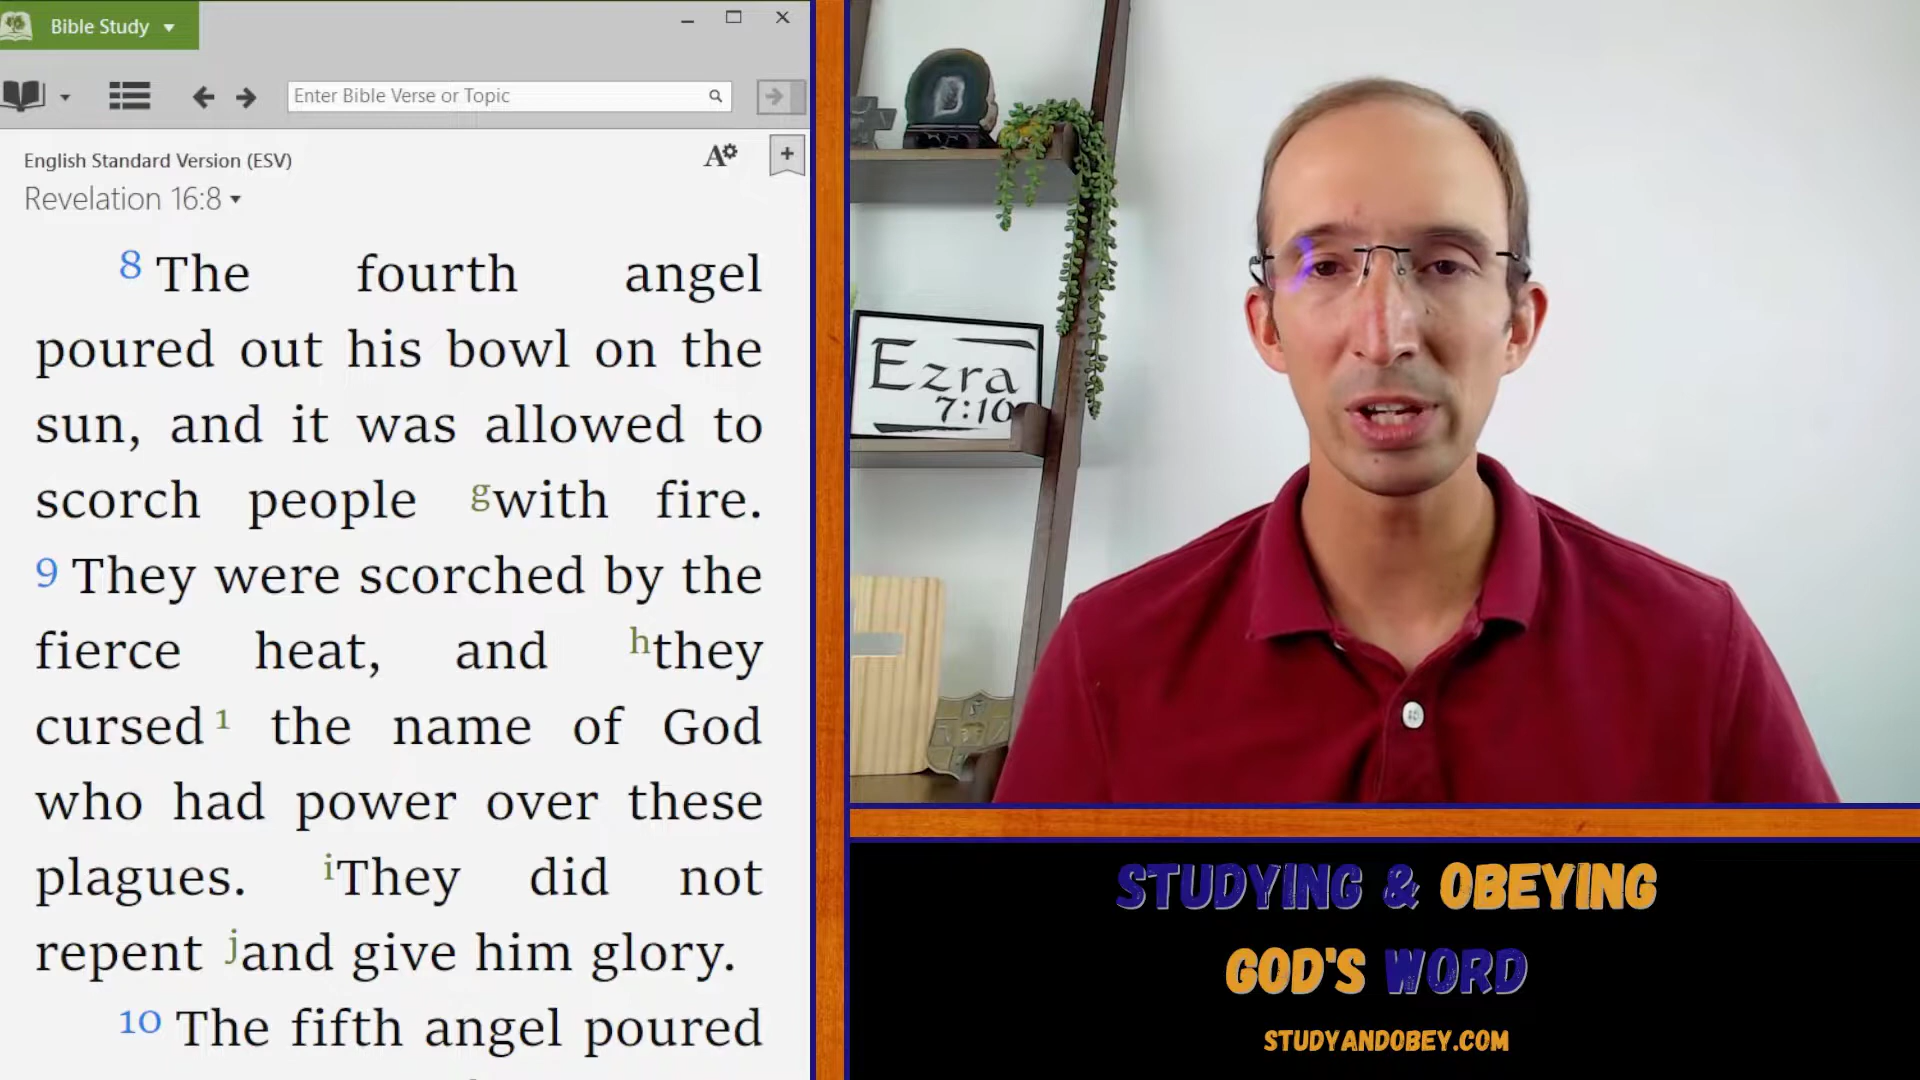 Bible Study
Enter Bible Verse or Topic
English Standard Version (ESV)
Revelation 16:8
8 The fourth angel
poured out his bowl on the
sun, and it was allowed to
scorch people gwith fire.
9 They were scorched by the
fierce heat, and hthey
cursed1 the name of God
who had power over these
plagues. iThey did not
repent jand give him glory.
10 The fifth angel poured
Ezra
7:10
STUDYING & OBEYING
GOD'S WORD
STUDYANDOBEY.COM